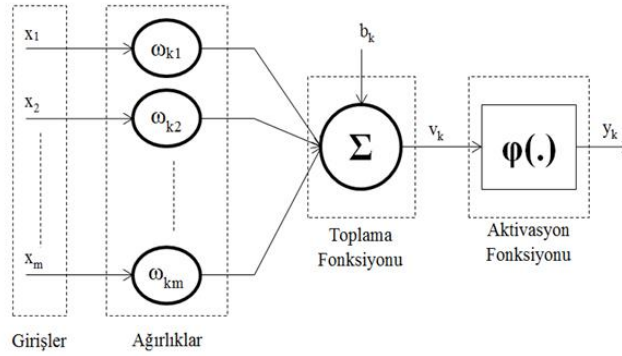 x1
ωk1
bk
x2
ωk2
Σ
vk
φ(.)
yk
Toplama
Fonksiyonu
Aktivasyon
Fonksiyonu
xm
ωkm
Girişler
Ağırlıklar